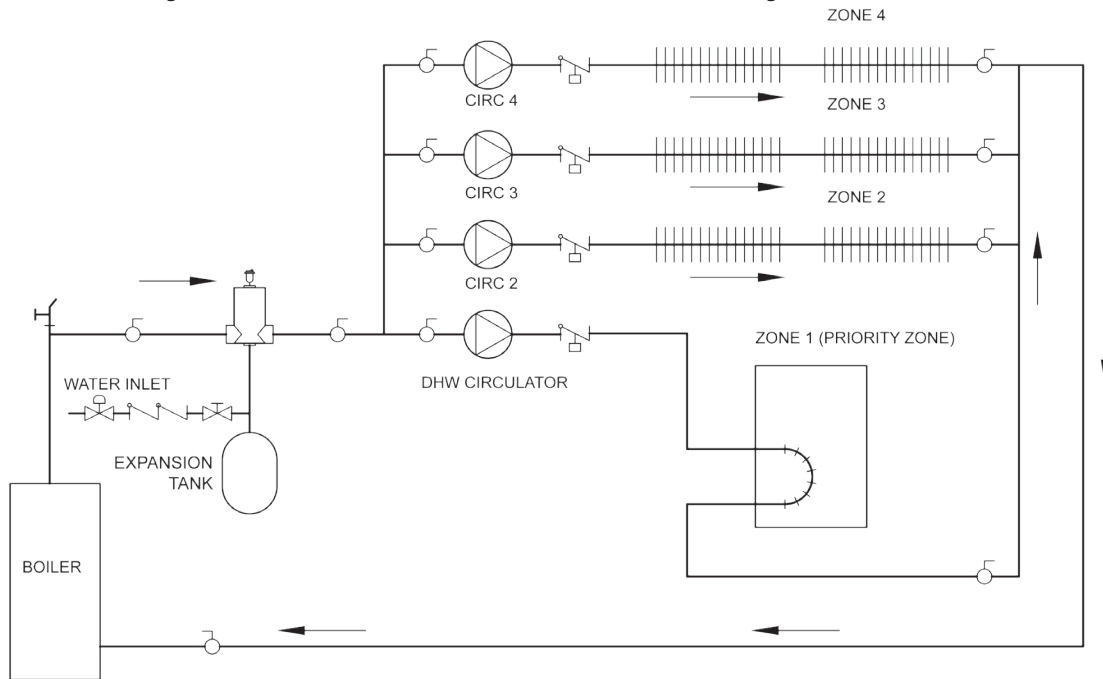 ZONE 4
CIRC 4
ZONE 3
CIRC 3
ZONE 2
CIRC 2
ZONE 1 (PRIORITY ZONE)
DHW CIRCULATOR
WATER INLET
EXPANSION
TANK
BOILER